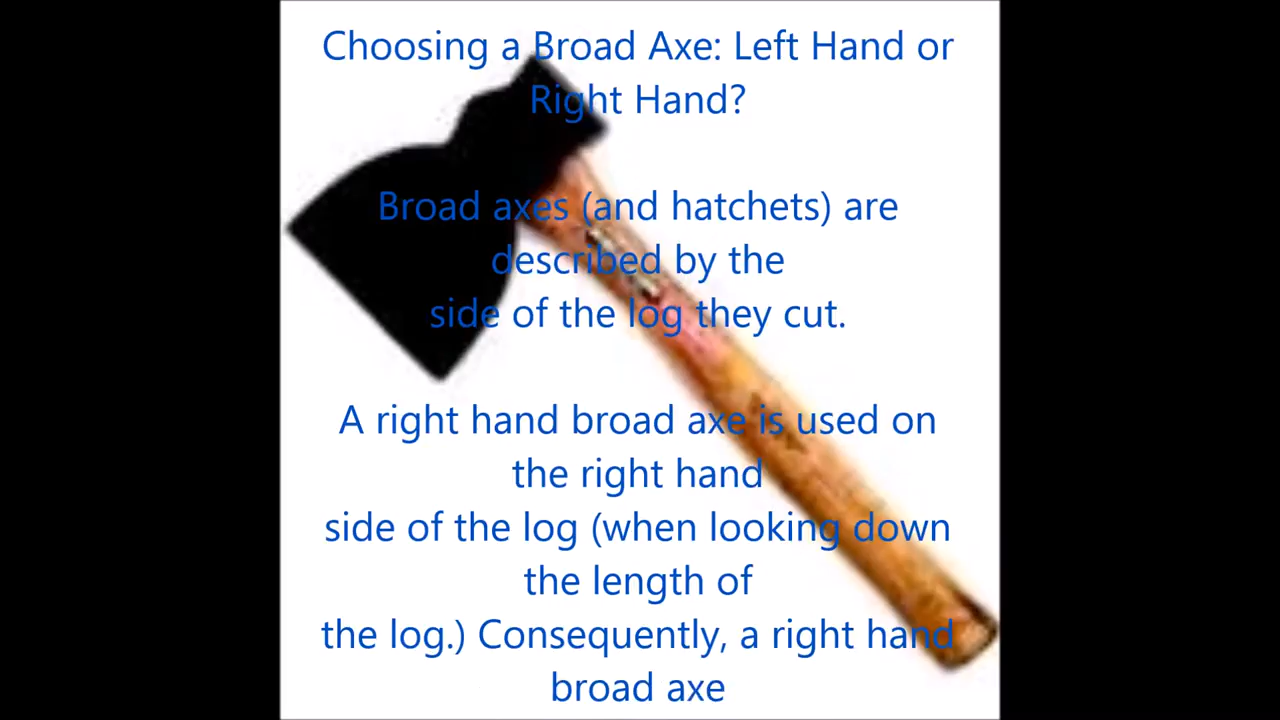 Choosing a Broad Axe: Left Hand or
Right Hand?
Broad axes (and hatchets) are
described by the
side of the log they cut.
A right hand broad axe is used on
the right hand
side of the log (when looking down
the length of
the log.) Consequently, a right hand
broad axe